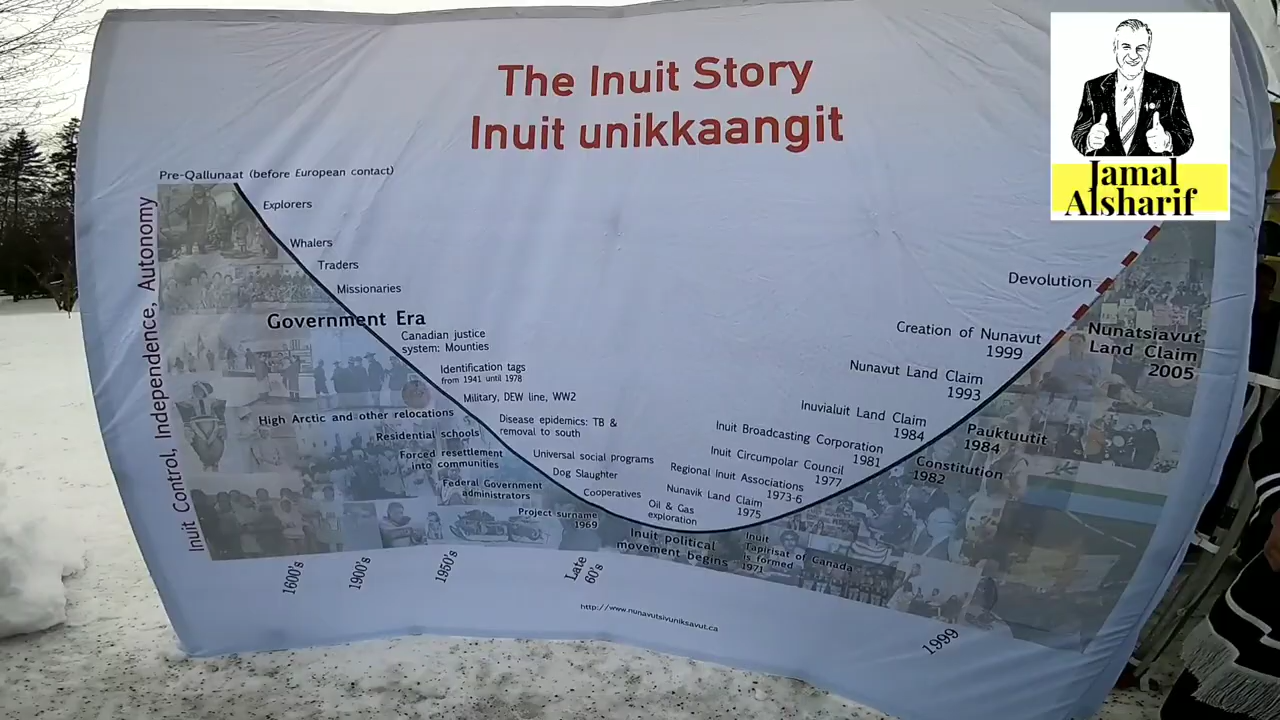 The Inuit Story
Inuit unikkaangit
Jamal
Alsharif
Pre-Qallunaat (before European contact)
Inuit Control, Independence, Autonomy
Explorers
Whalers
Traders
Missionaries
Government Era
Canadian justice
system: Mounties
Identification tags
from 1941 until 1978
Military, DEW line, WW2
High Arctic and other relocations
Disease epidemics: TB &
removal to south
Residential schools
Forced resettlement
into communities
Universal social programs
Dog Slaughter
Federal Government
administrators
Cooperatives
Project surname
1969
Oil & Gas
exploration
Inuit political
movement begins
Inuit
Tapirisat of Canada
is formed
1971
Nunavik Land Claim
1975
Regional Inuit Associations
1973-6
Inuit Circumpolar Council
1977
Inuit Broadcasting Corporation
1981
Constitution
1982
Inuvialuit Land Claim
1984
Pauktuutit
1984
Nunavut Land Claim
1993
Creation of Nunavut
1999
Devolution
Nunatsiavut
Land Claim
2005
1600's
1900's
1950's
Late
60's
1999
http://www.nunavutsivuniksavut.ca